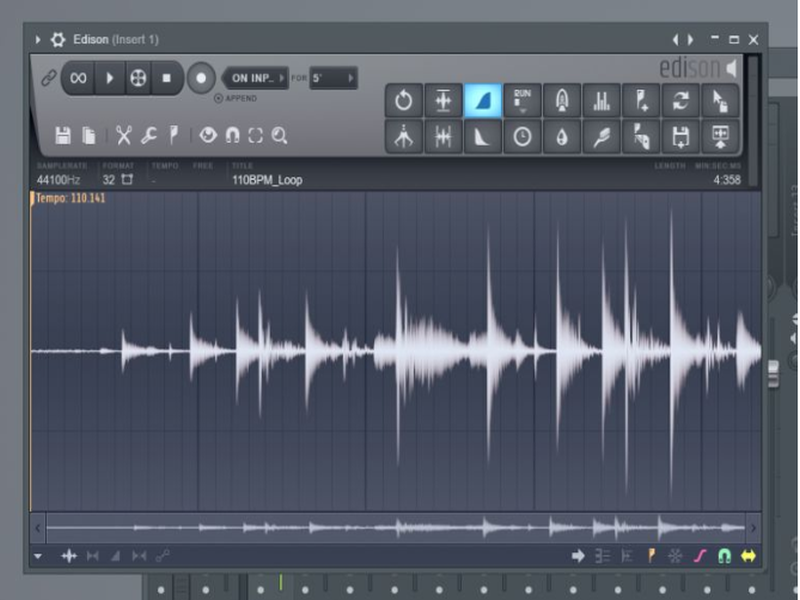 Edison (Insert 1)
edison
ON INP.. FOR 5'
APPEND
RUN
SAMPLERATE FORMAT TEMPO FREE TITLE LENGTH MIN:SEC:MS
44100Hz 32 - 110BPM_Loop 4:358
Tempo: 110.141